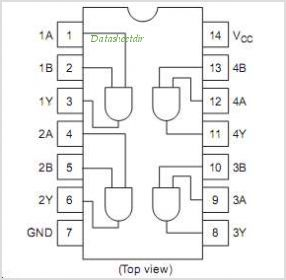 1A 1 Datasheetdir 14 VCC
1B 2 13 4B
1Y 3 12 4A
2A 4 11 4Y
2B 5 10 3B
2Y 6 9 3A
GND 7 8 3Y
(Top view)